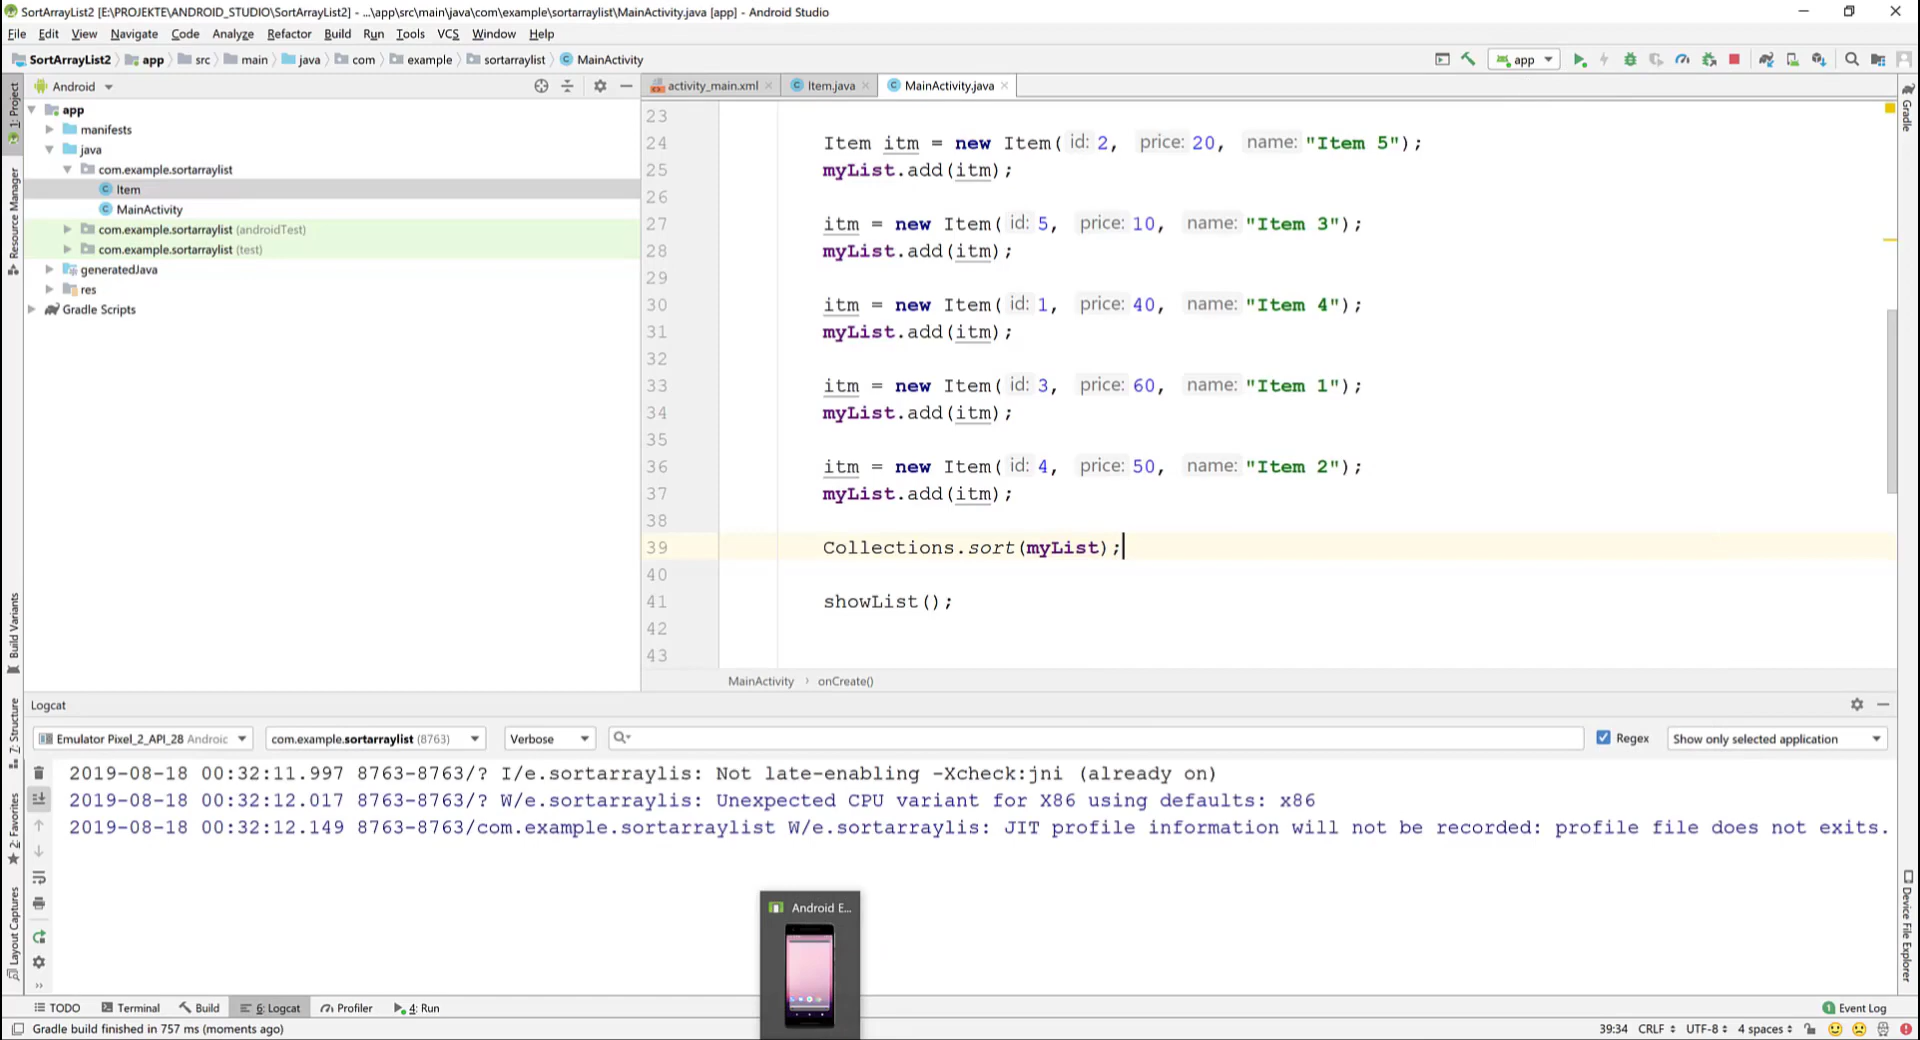 SortArrayList2 [E:\PROJEKTE\ANDROID_STUDIO\SortArrayList2] - ...\app\src\main\java\com\example\sortarraylist\MainActivity.java [app] - Android Studio
File Edit View Navigate Code Analyze Refactor Build Run Tools VCS Window Help
SortArrayList2 app src main java com example sortarraylist MainActivity
app
1: Project
Android
activity_main.xml Item.java MainActivity.java
Gradle
app
manifests
java
com.example.sortarraylist
Item
MainActivity
com.example.sortarraylist (androidTest)
com.example.sortarraylist (test)
generatedJava
res
Gradle Scripts
Resource Manager
Build Variants
23
24 Item itm = new Item( id: 2, price: 20, name: "Item 5");
25 myList.add(itm);
26
27 itm = new Item( id: 5, price: 10, name: "Item 3");
28 myList.add(itm);
29
30 itm = new Item( id: 1, price: 40, name: "Item 4");
31 myList.add(itm);
32
33 itm = new Item( id: 3, price: 60, name: "Item 1");
34 myList.add(itm);
35
36 itm = new Item( id: 4, price: 50, name: "Item 2");
37 myList.add(itm);
38
39 Collections.sort(myList);
40
41 showList();
42
43
MainActivity › onCreate()
Logcat
Emulator Pixel_2_API_28 Androic com.example.sortarraylist (8763) Verbose Regex Show only selected application
7: Structure
2: Favorites
Layout Captures
2019-08-18 00:32:11.997 8763-8763/? I/e.sortarraylis: Not late-enabling -Xcheck:jni (already on)
2019-08-18 00:32:12.017 8763-8763/? W/e.sortarraylis: Unexpected CPU variant for X86 using defaults: x86
2019-08-18 00:32:12.149 8763-8763/com.example.sortarraylist W/e.sortarraylis: JIT profile information will not be recorded: profile file does not exits.
Device File Explorer
Android E...
TODO Terminal Build 6: Logcat Profiler 4: Run
1 Event Log
Gradle build finished in 757 ms (moments ago)
39:34 CRLF UTF-8 4 spaces